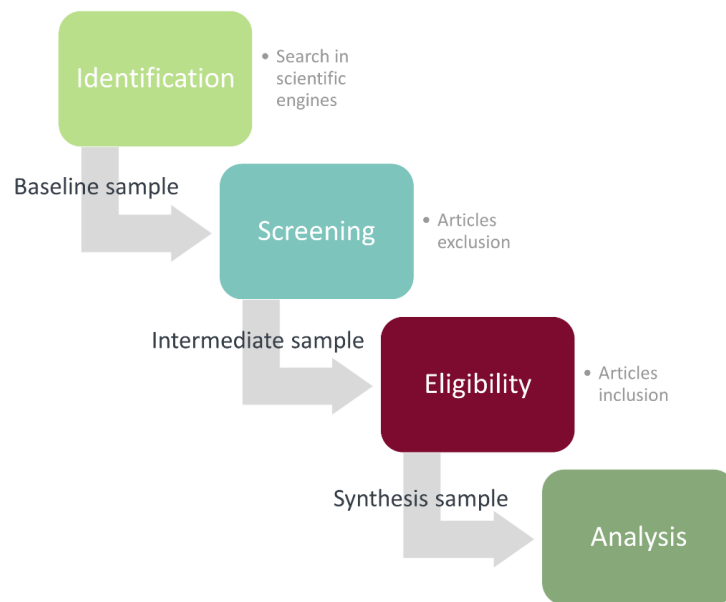 Identification
• Search in
scientific
engines
Baseline sample
Screening
• Articles
exclusion
Intermediate sample
Eligibility
• Articles
inclusion
Synthesis sample
Analysis